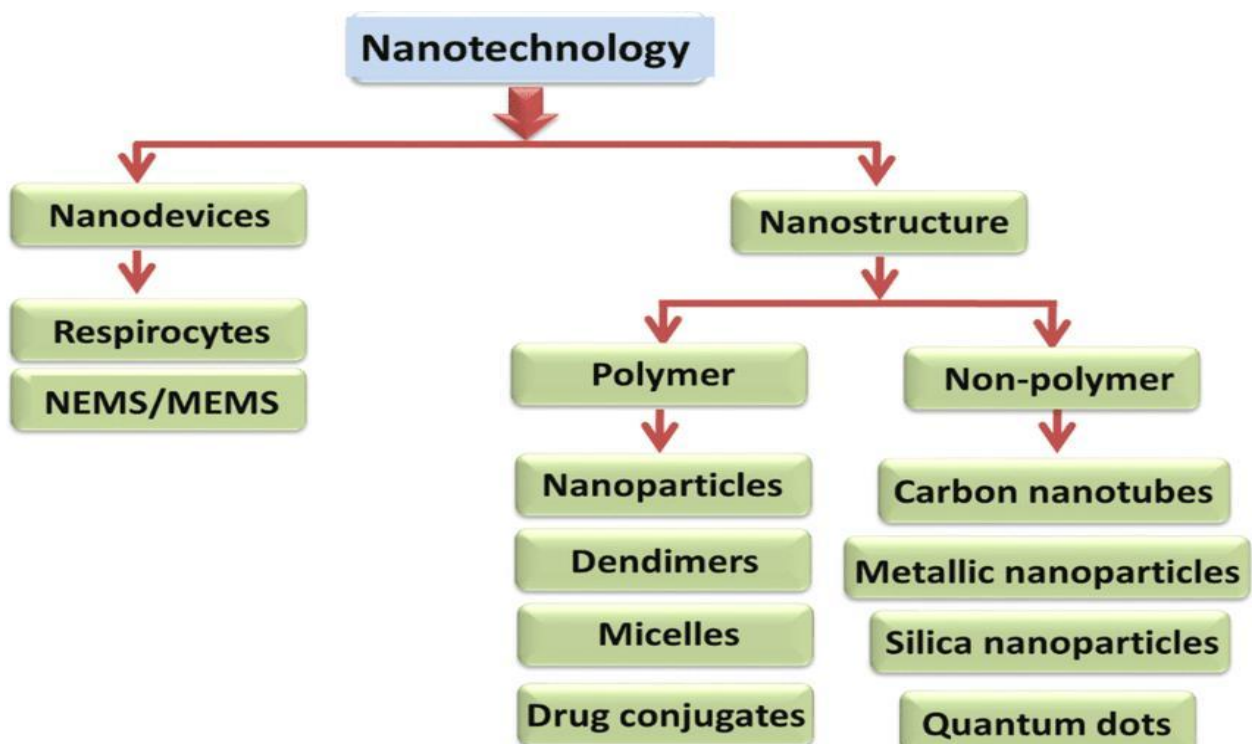 Nanotechnology
Nanodevices
Nanostructure
Respirocytes
NEMS/MEMS
Polymer
Non-polymer
Nanoparticles
Carbon nanotubes
Dendimers
Metallic nanoparticles
Micelles
Silica nanoparticles
Drug conjugates
Quantum dots